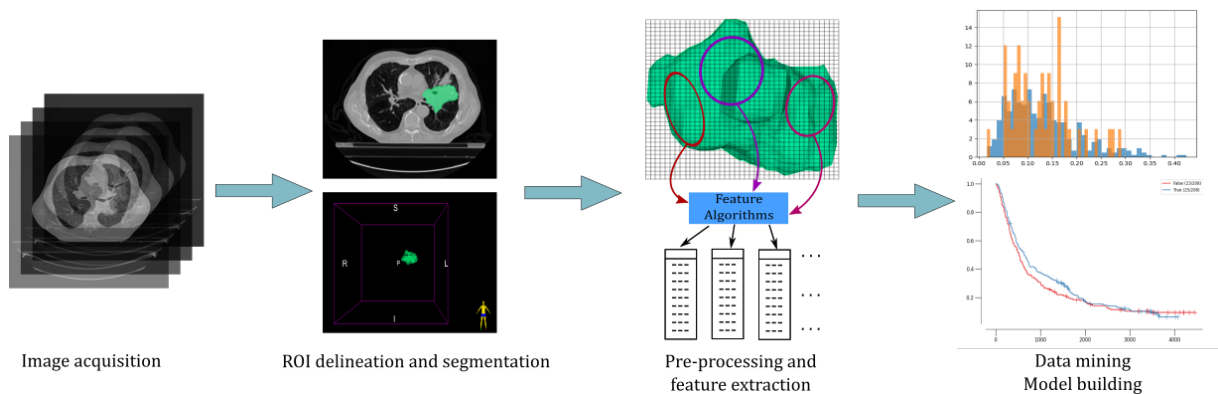 Image acquisition
S
R
P
L
I
ROI delineation and segmentation
Feature
Algorithms
...
...
...
Pre-processing and
feature extraction
14
12
10
8
6
4
2
0
0.00 0.05 0.10 0.15 0.20 0.25 0.30 0.35 0.40
1.0
0.8
0.6
0.4
0.2
0 1000 2000 3000 4000
Data mining
Model building